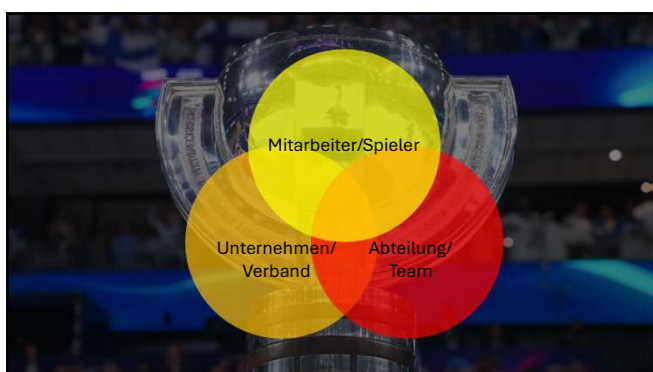 Mitarbeiter/Spieler
Unternehmen/
Verband
Abteilung/
Team